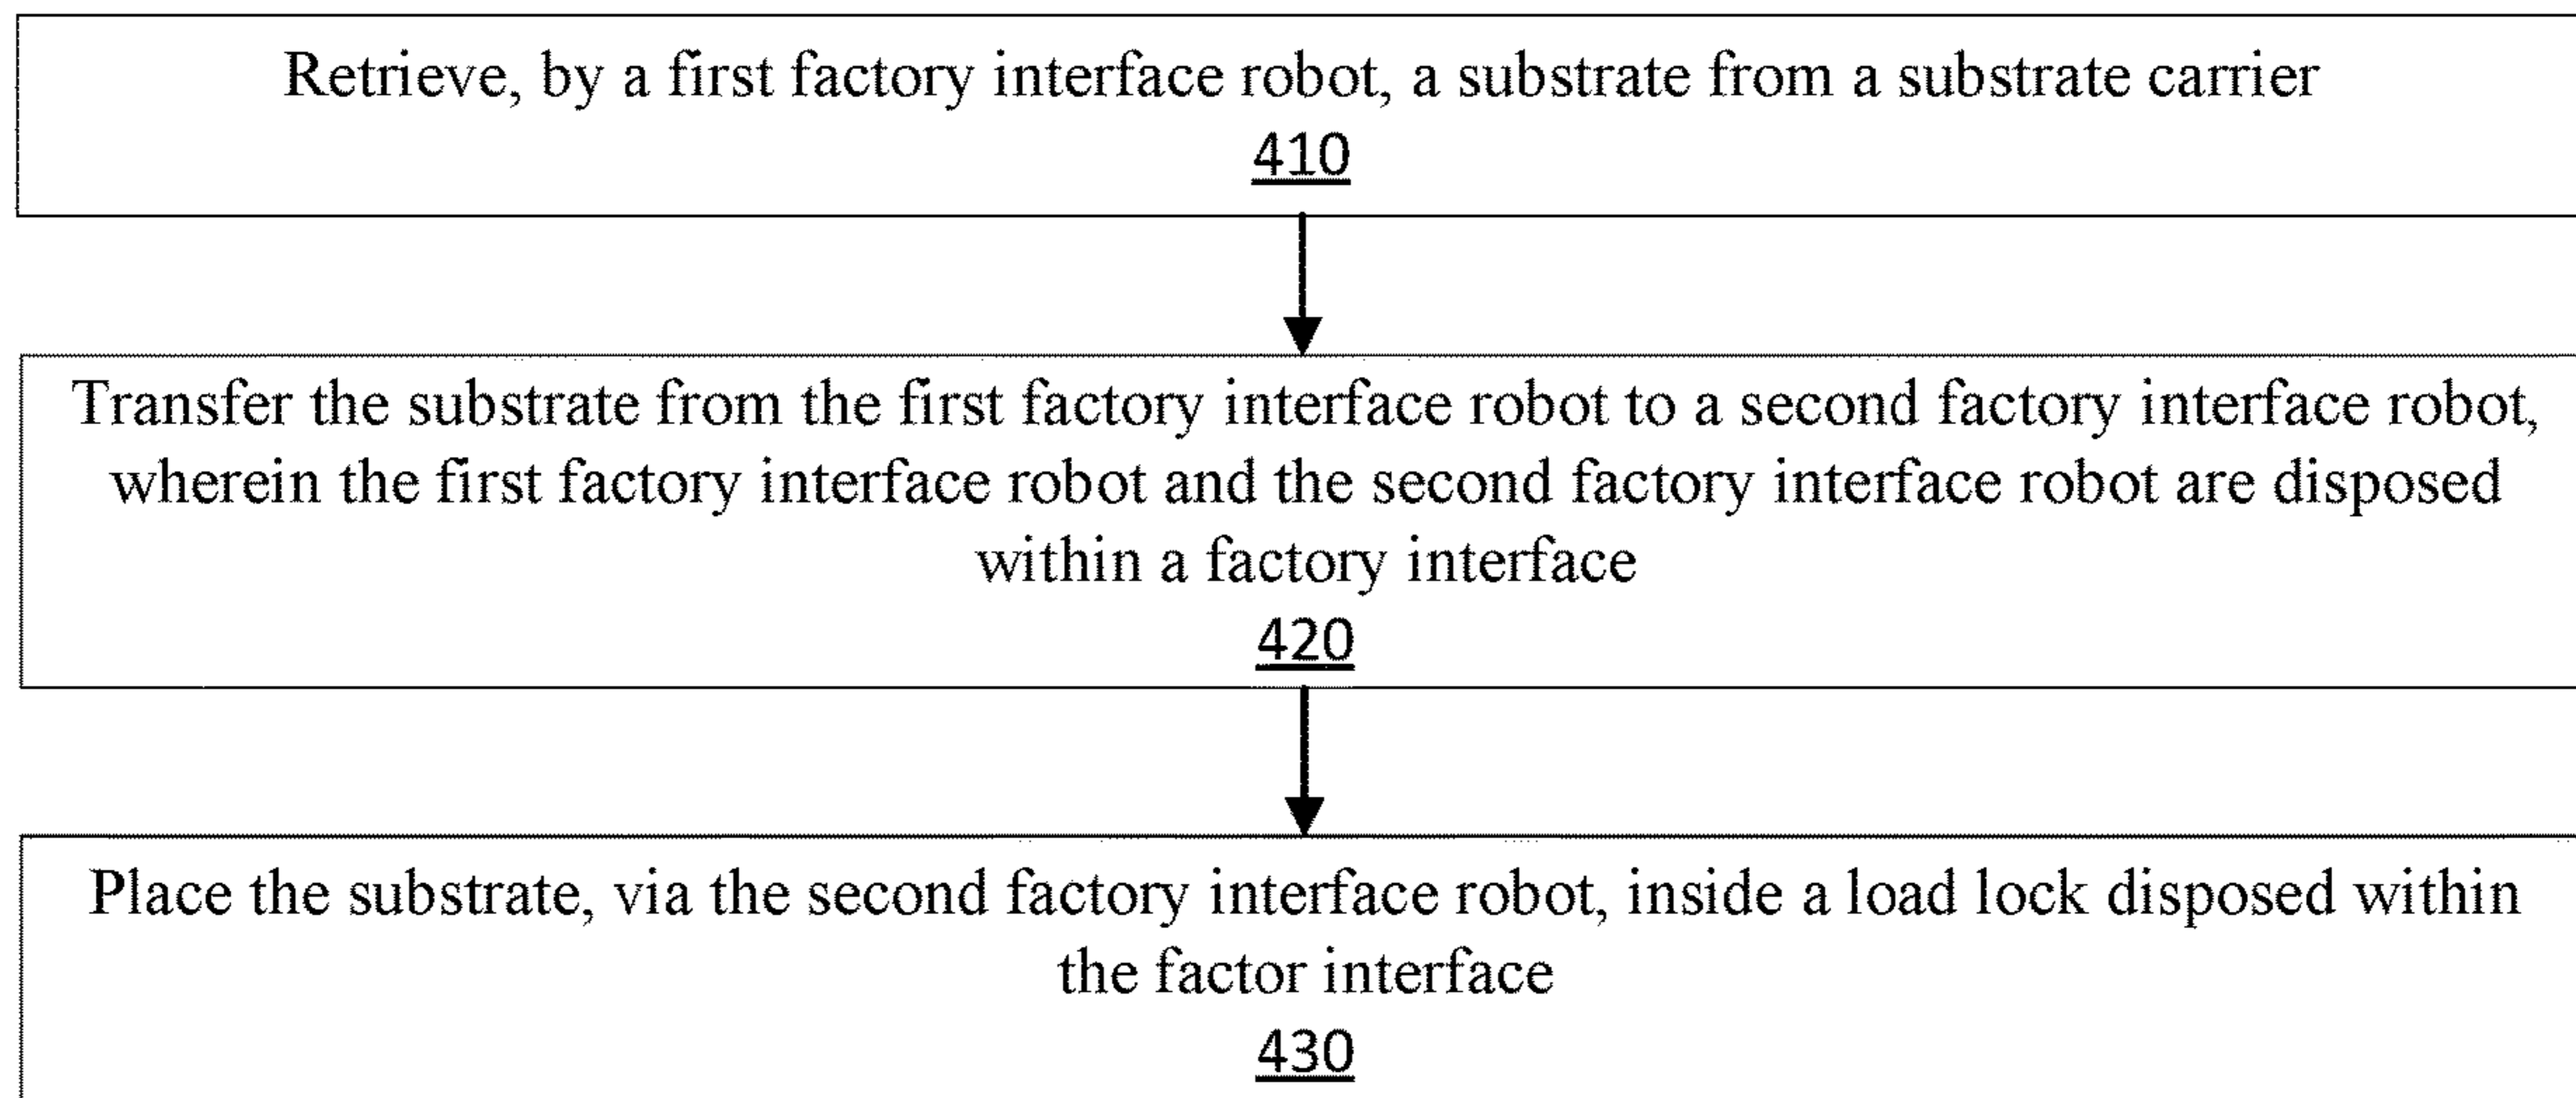 Retrieve, by a first factory interface robot, a substrate from a substrate carrier
410
Transfer the substrate from the first factory interface robot to a second factory interface robot,
wherein the first factory interface robot and the second factory interface robot are disposed
within a factory interface
420
Place the substrate, via the second factory interface robot, inside a load lock disposed within
the factor interface
430